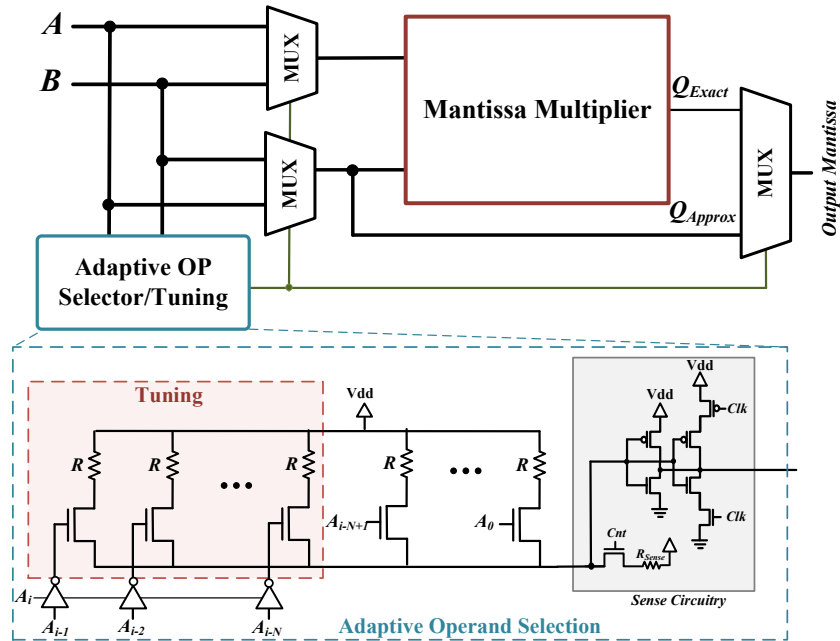 A
B
MUX
MUX
Mantissa Multiplier
Q_Exact
Q_Approx
MUX
Output Mantissa
Adaptive OP
Selector/Tuning
Tuning
Vdd
R
R
R
R
R
...
...
A_i-N+1
A_0
A_i
A_i-1
A_i-2
A_i-N
Vdd
Vdd
Clk
Clk
Cnt
R_Sense
Sense Circuitry
Adaptive Operand Selection